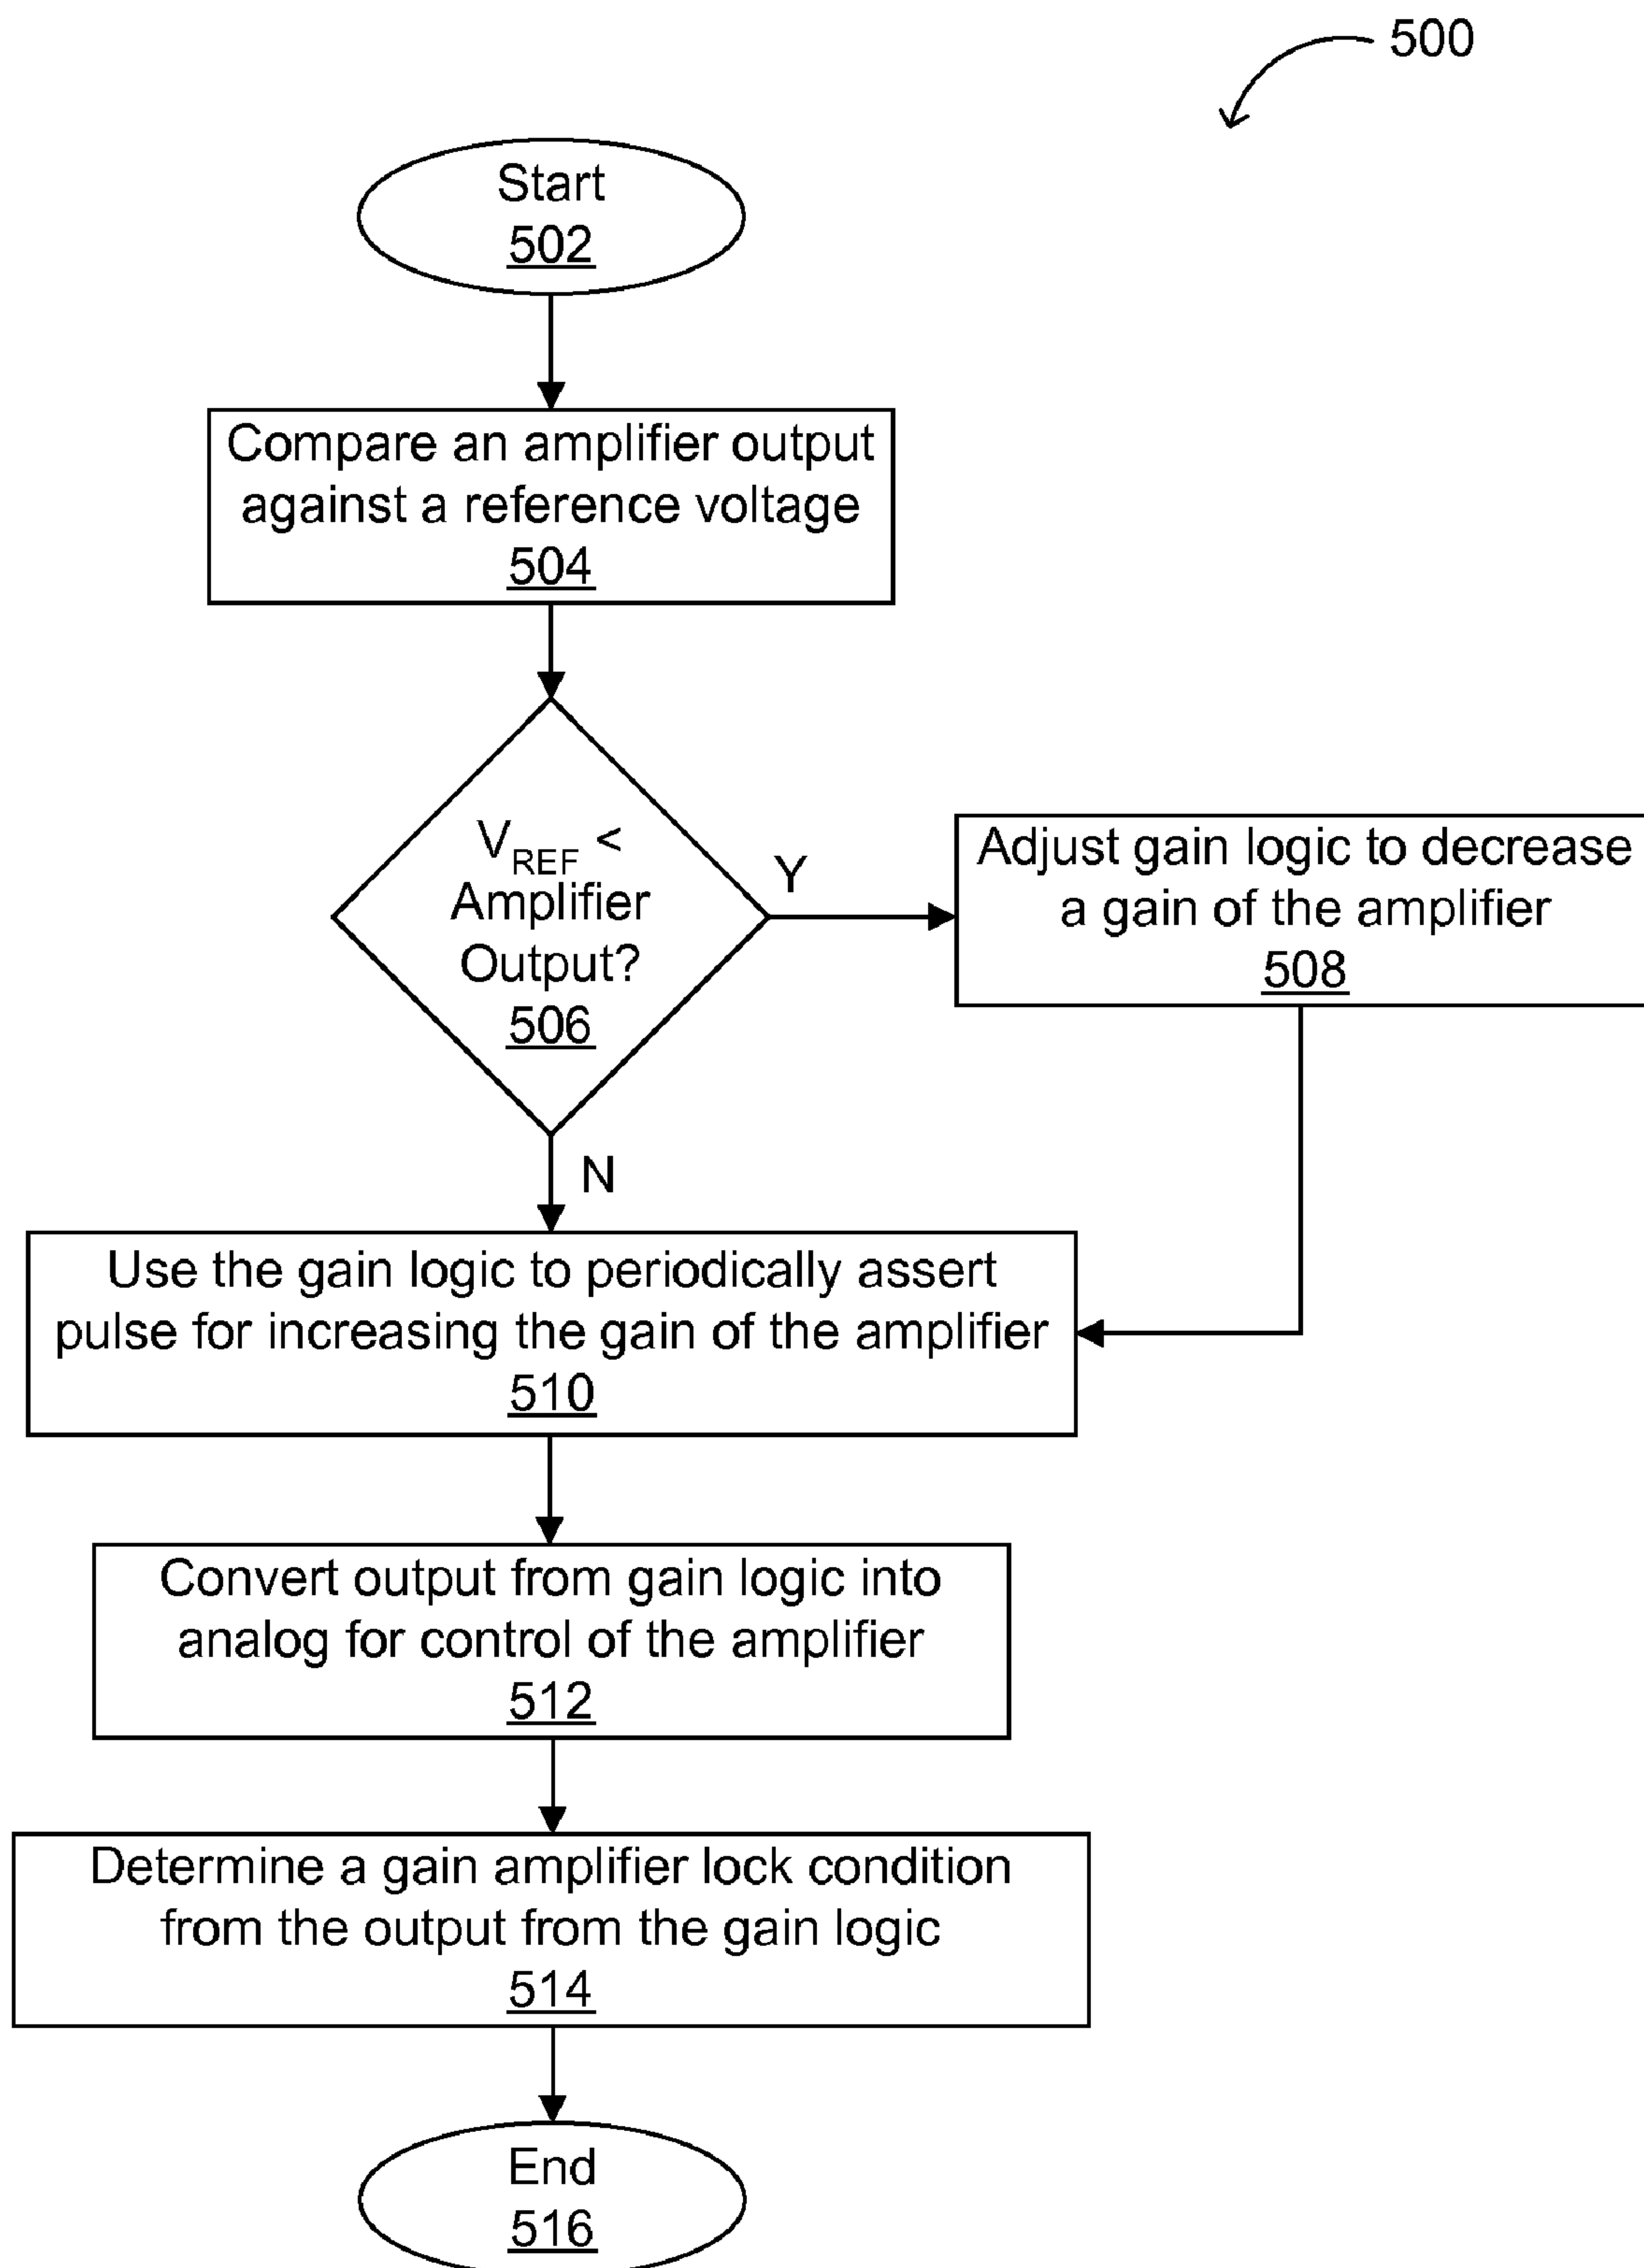 500
Start
502
Compare an amplifier output
against a reference voltage
504
VREF <
Amplifier
Output?
506
Y
Adjust gain logic to decrease
a gain of the amplifier
508
N
Use the gain logic to periodically assert
pulse for increasing the gain of the amplifier
510
Convert output from gain logic into
analog for control of the amplifier
512
Determine a gain amplifier lock condition
from the output from the gain logic
514
End
516